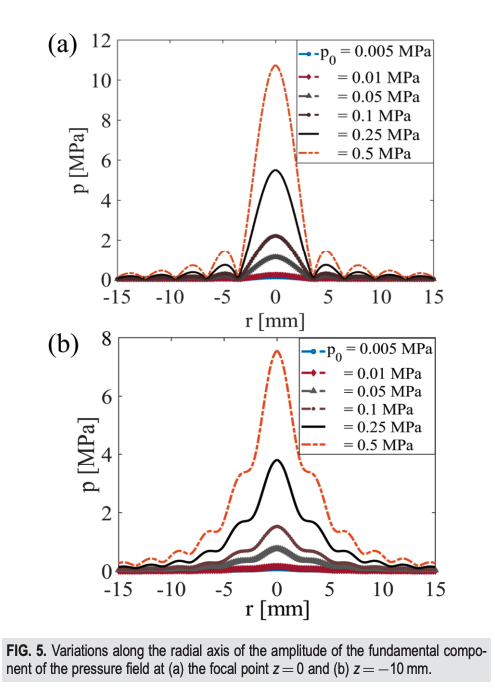 (a)
12
10
8
6
4
2
0
p [MPa]
p0 = 0.005 MPa
= 0.01 MPa
= 0.05 MPa
= 0.1 MPa
= 0.25 MPa
= 0.5 MPa
-15 -10 -5 0 5 10 15
r [mm]
(b)
8
6
4
2
0
p [MPa]
p0 = 0.005 MPa
= 0.01 MPa
= 0.05 MPa
= 0.1 MPa
= 0.25 MPa
= 0.5 MPa
-15 -10 -5 0 5 10 15
r [mm]
FIG. 5. Variations along the radial axis of the amplitude of the fundamental compo-
nent of the pressure field at (a) the focal point z = 0 and (b) z = −10 mm.